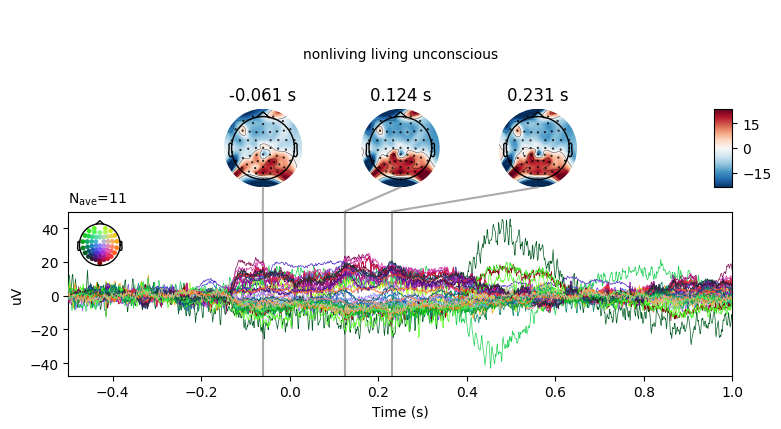 nonliving living unconscious
-0.061 s 0.124 s 0.231 s
15
0
−15
Nave=11
40
20
0
−20
−40
uV
−0.4 −0.2 0.0 0.2 0.4 0.6 0.8 1.0
Time (s)